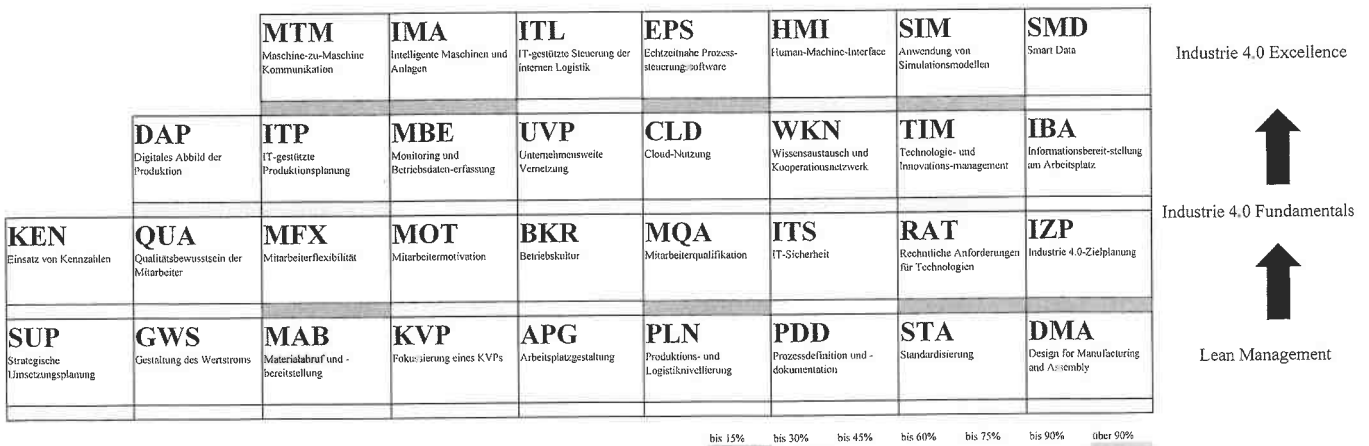 MTM IMA ITL EPS HMI SIM SMD
Maschine-zu-Maschine Intelligente Maschinen und IT-gestützte Steuerung der Echtzeitnahe Prozess- Human-Machine-Interface Anwendung von Smart Data
Kommunikation Anlagen internen Logistik steuerungssoftware Simulationsmodellen
Industrie 4.0 Excellence
DAP ITP MBE UVP CLD WKN TIM IBA
Digitales Abbild der IT-gestützte Monitoring und Unternehmensweite Cloud-Nutzung Wissensaustausch und Technologie- und Informationsbereit-stellung
Produktion Produktionsplanung Betriebsdaten-erfassung Vernetzung Kooperationsnetzwerk Innovations-management am Arbeitsplatz
Industrie 4.0 Fundamentals
KEN QUA MFX MOT BKR MQA ITS RAT IZP
Einsatz von Kennzahlen Qualitätsbewusstsein der Mitarbeiterflexibilität Mitarbeitermotivation Betriebskultur Mitarbeiterqualifikation IT-Sicherheit Rechntliche Anforderungen Industrie 4.0-Zielplanung
Mitarbeiter für Technologien
SUP GWS MAB KVP APG PLN PDD STA DMA
Strategische Gestaltung des Wertstroms Materialabruf und - Fokussierung eines KVPs Arbeitsplatzgestaltung Produktions- und Prozessdefinition und - Standardisierung Design for Manufacturing
Umsetzungsplanung bereitstellung Logistiknivellierung dokumentation and Assembly
Lean Management
bis 15% bis 30% bis 45% bis 60% bis 75% bis 90% über 90%